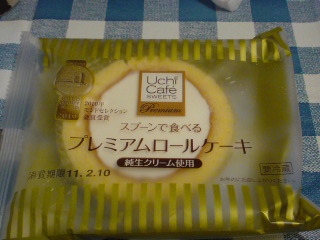 Uchi
Café
SWEETS
Premium
スプーンで食べる
プレミアムロールケーキ
純生クリーム使用
要冷蔵
消費期限 11. 2.10